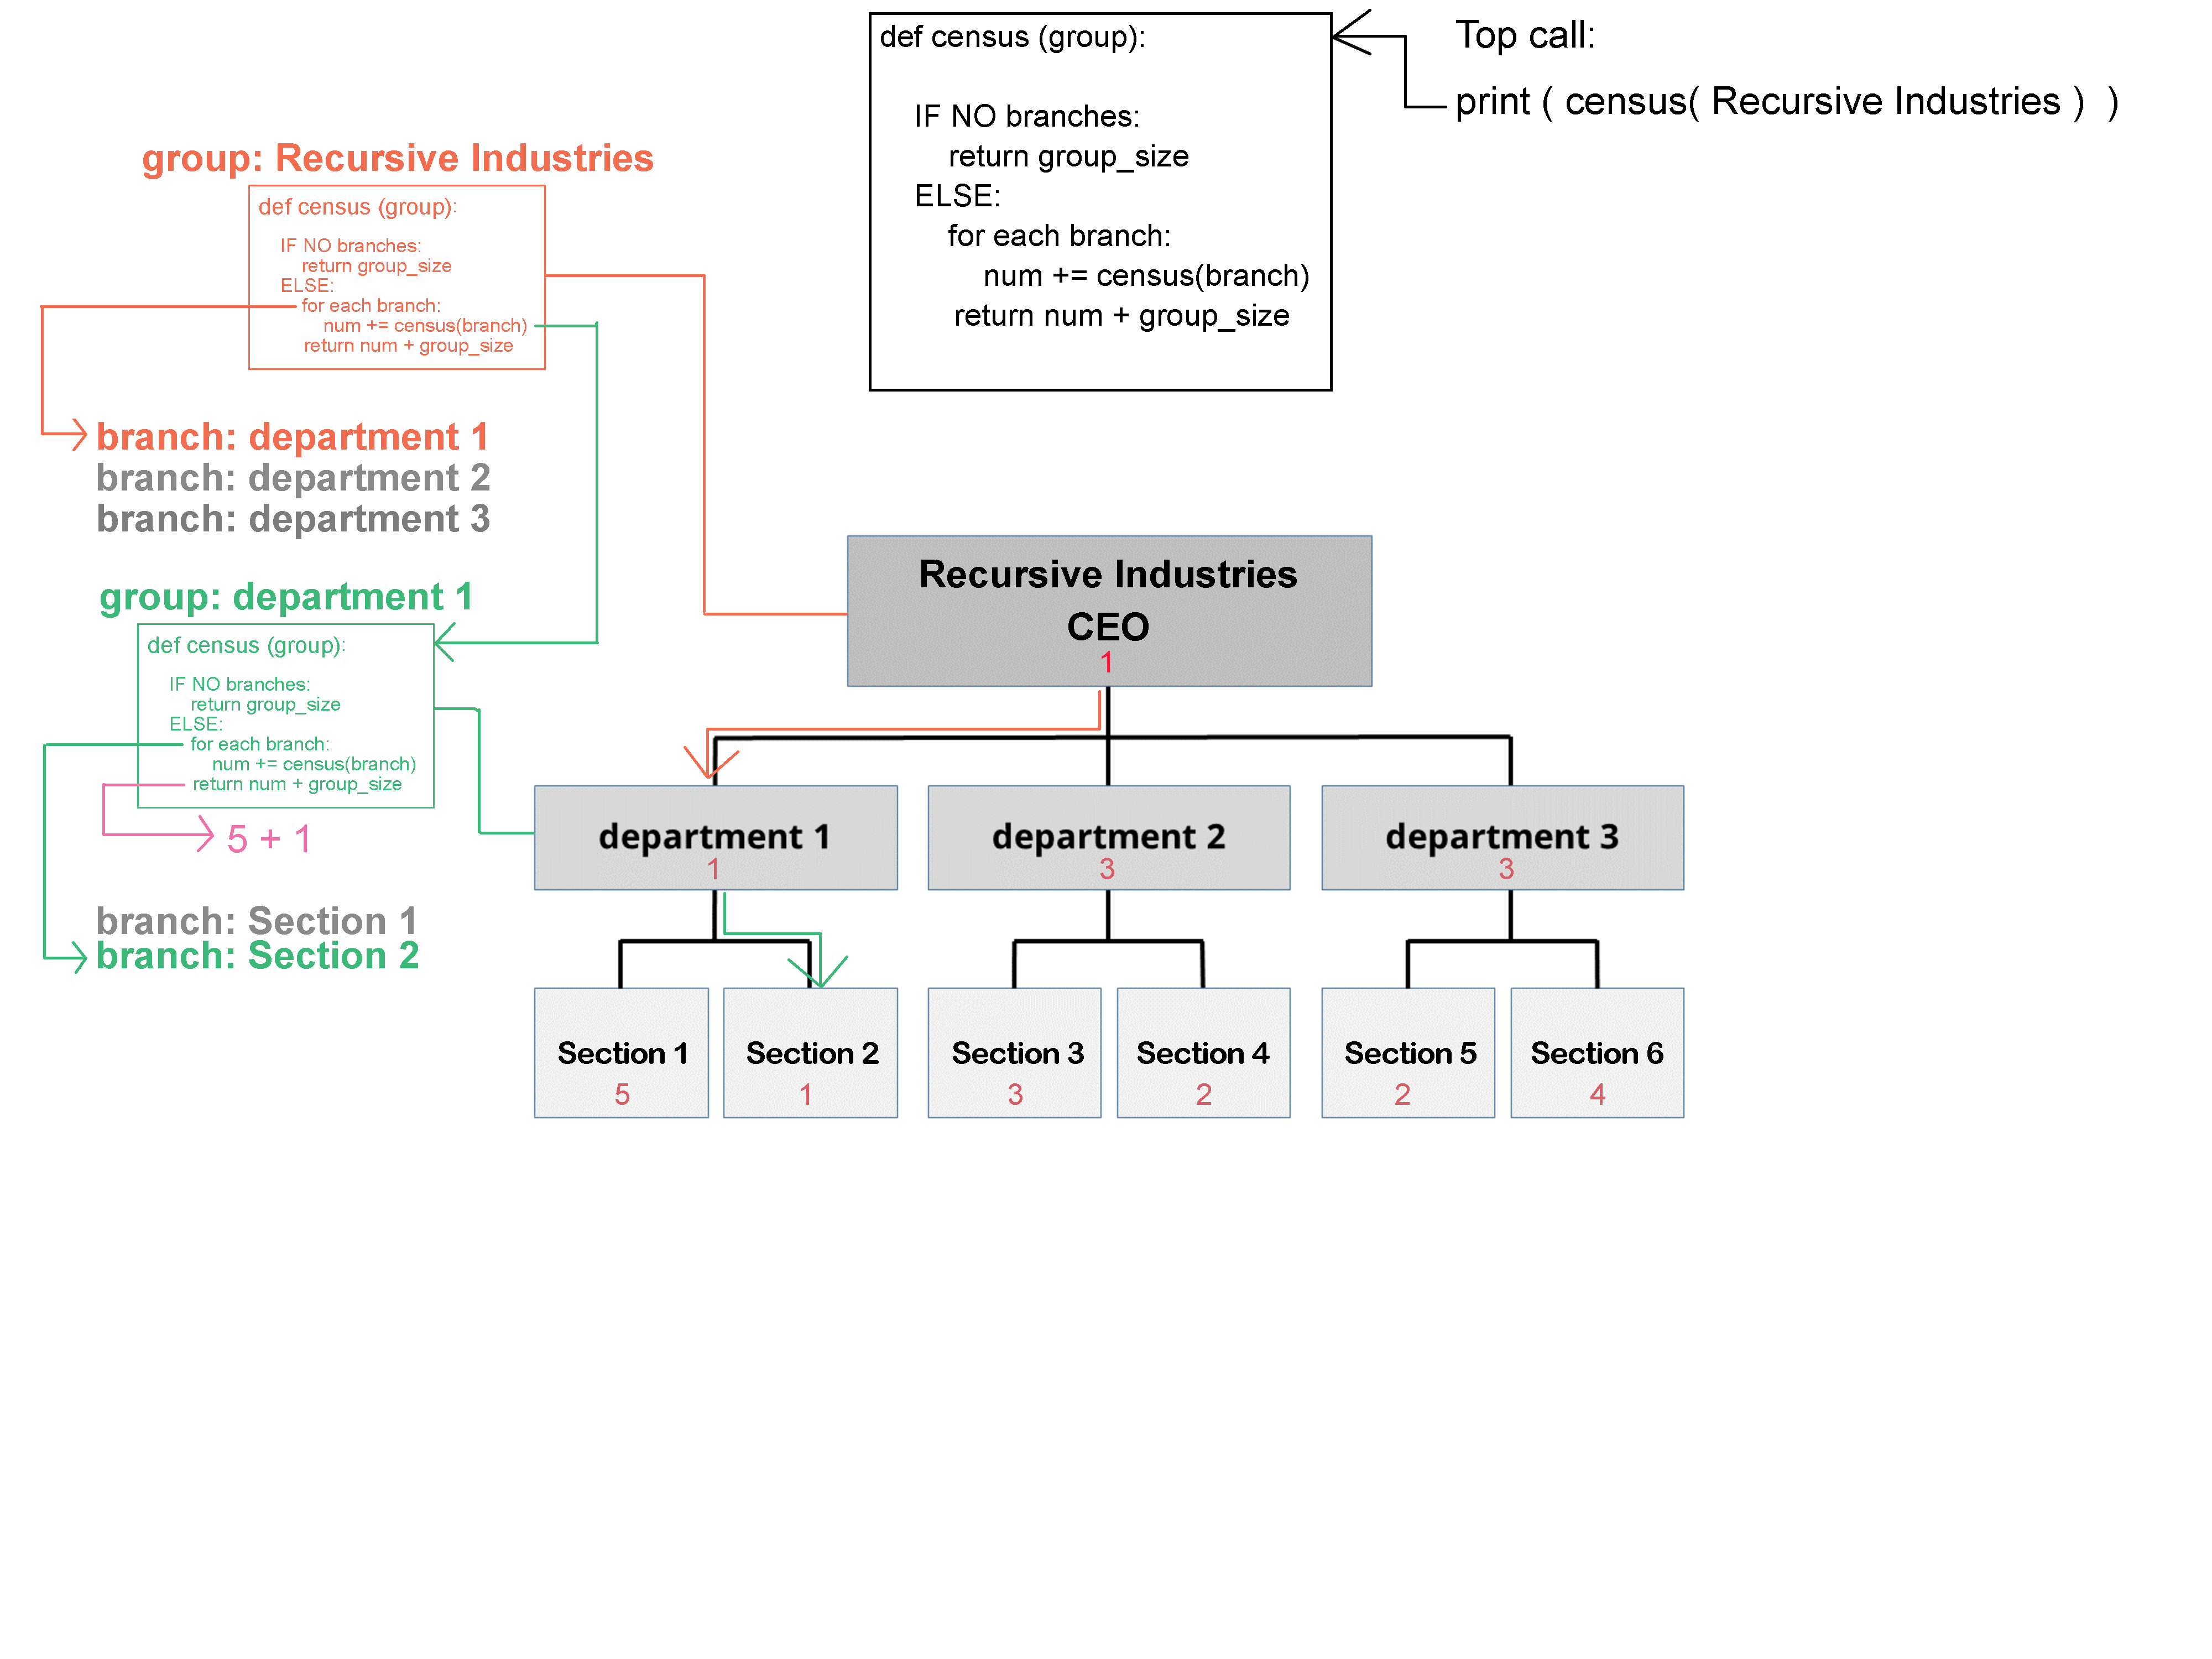 def census (group):
IF NO branches:
return group_size
ELSE:
for each branch:
num += census(branch)
return num + group_size
Top call:
print ( census( Recursive Industries )  )
group: Recursive Industries
def census (group):
IF NO branches:
return group_size
ELSE:
for each branch:
num += census(branch)
return num + group_size
branch: department 1
branch: department 2
branch: department 3
group: department 1
def census (group):
IF NO branches:
return group_size
ELSE:
for each branch:
num += census(branch)
return num + group_size
5 + 1
branch: Section 1
branch: Section 2
Recursive Industries
CEO
1
department 1
1
department 2
3
department 3
3
Section 1
5
Section 2
1
Section 3
3
Section 4
2
Section 5
2
Section 6
4